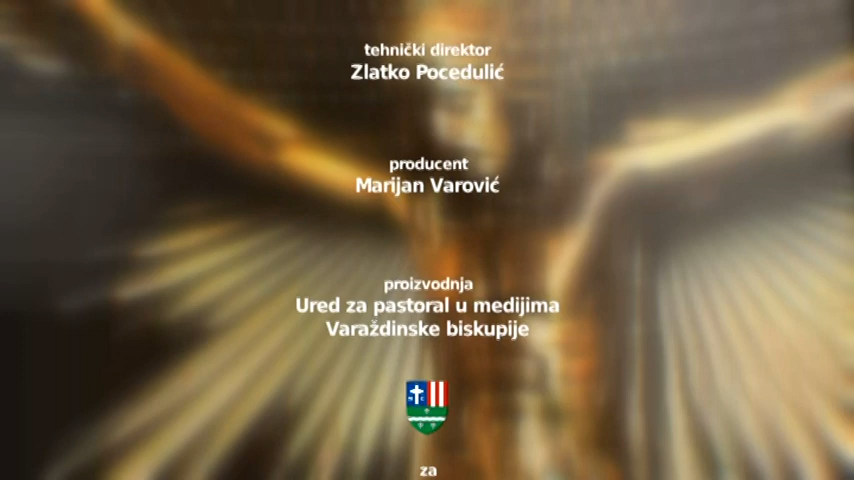 tehnički direktor
Zlatko Pocedulić
producent
Marijan Varović
proizvodnja
Ured za pastoral u medijima
Varaždinske biskupije
za